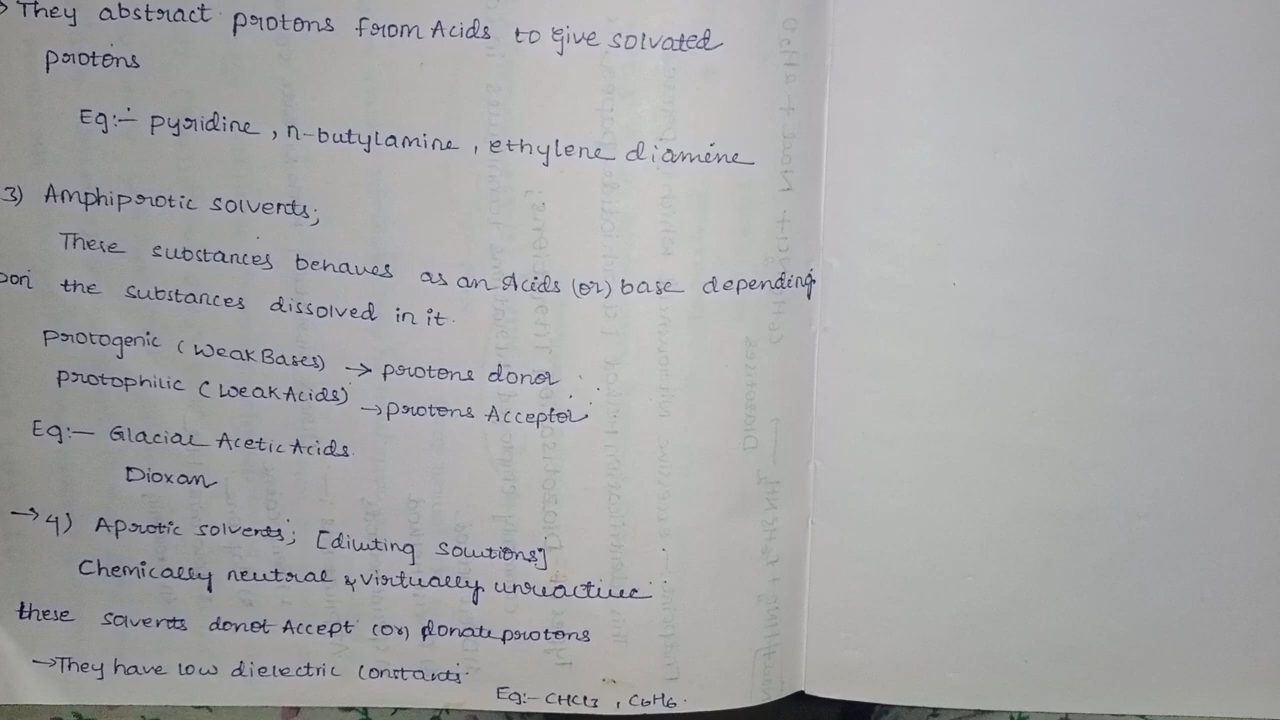 They abstract protons from Acids to give solvated
protons
Eg:- pyridine, n-butylamine, ethylene diamine
3) Amphiprotic solvents;
These substances behaves as an Acids (or) base depending
on the substances dissolved in it.
protogenic (Weak Bases) → protons donor
protophilic (Weak Acids) → protons Acceptor
Eg:- Glacial Acetic Acids.
Dioxan
→ 4) Aprotic solvents; [diluting solutions]
Chemically neutral & virtually unreactive
these solvents donot Accept (or) donate protons
→ They have low dielectric constants.
Eg:- CHCl3, C6H6.